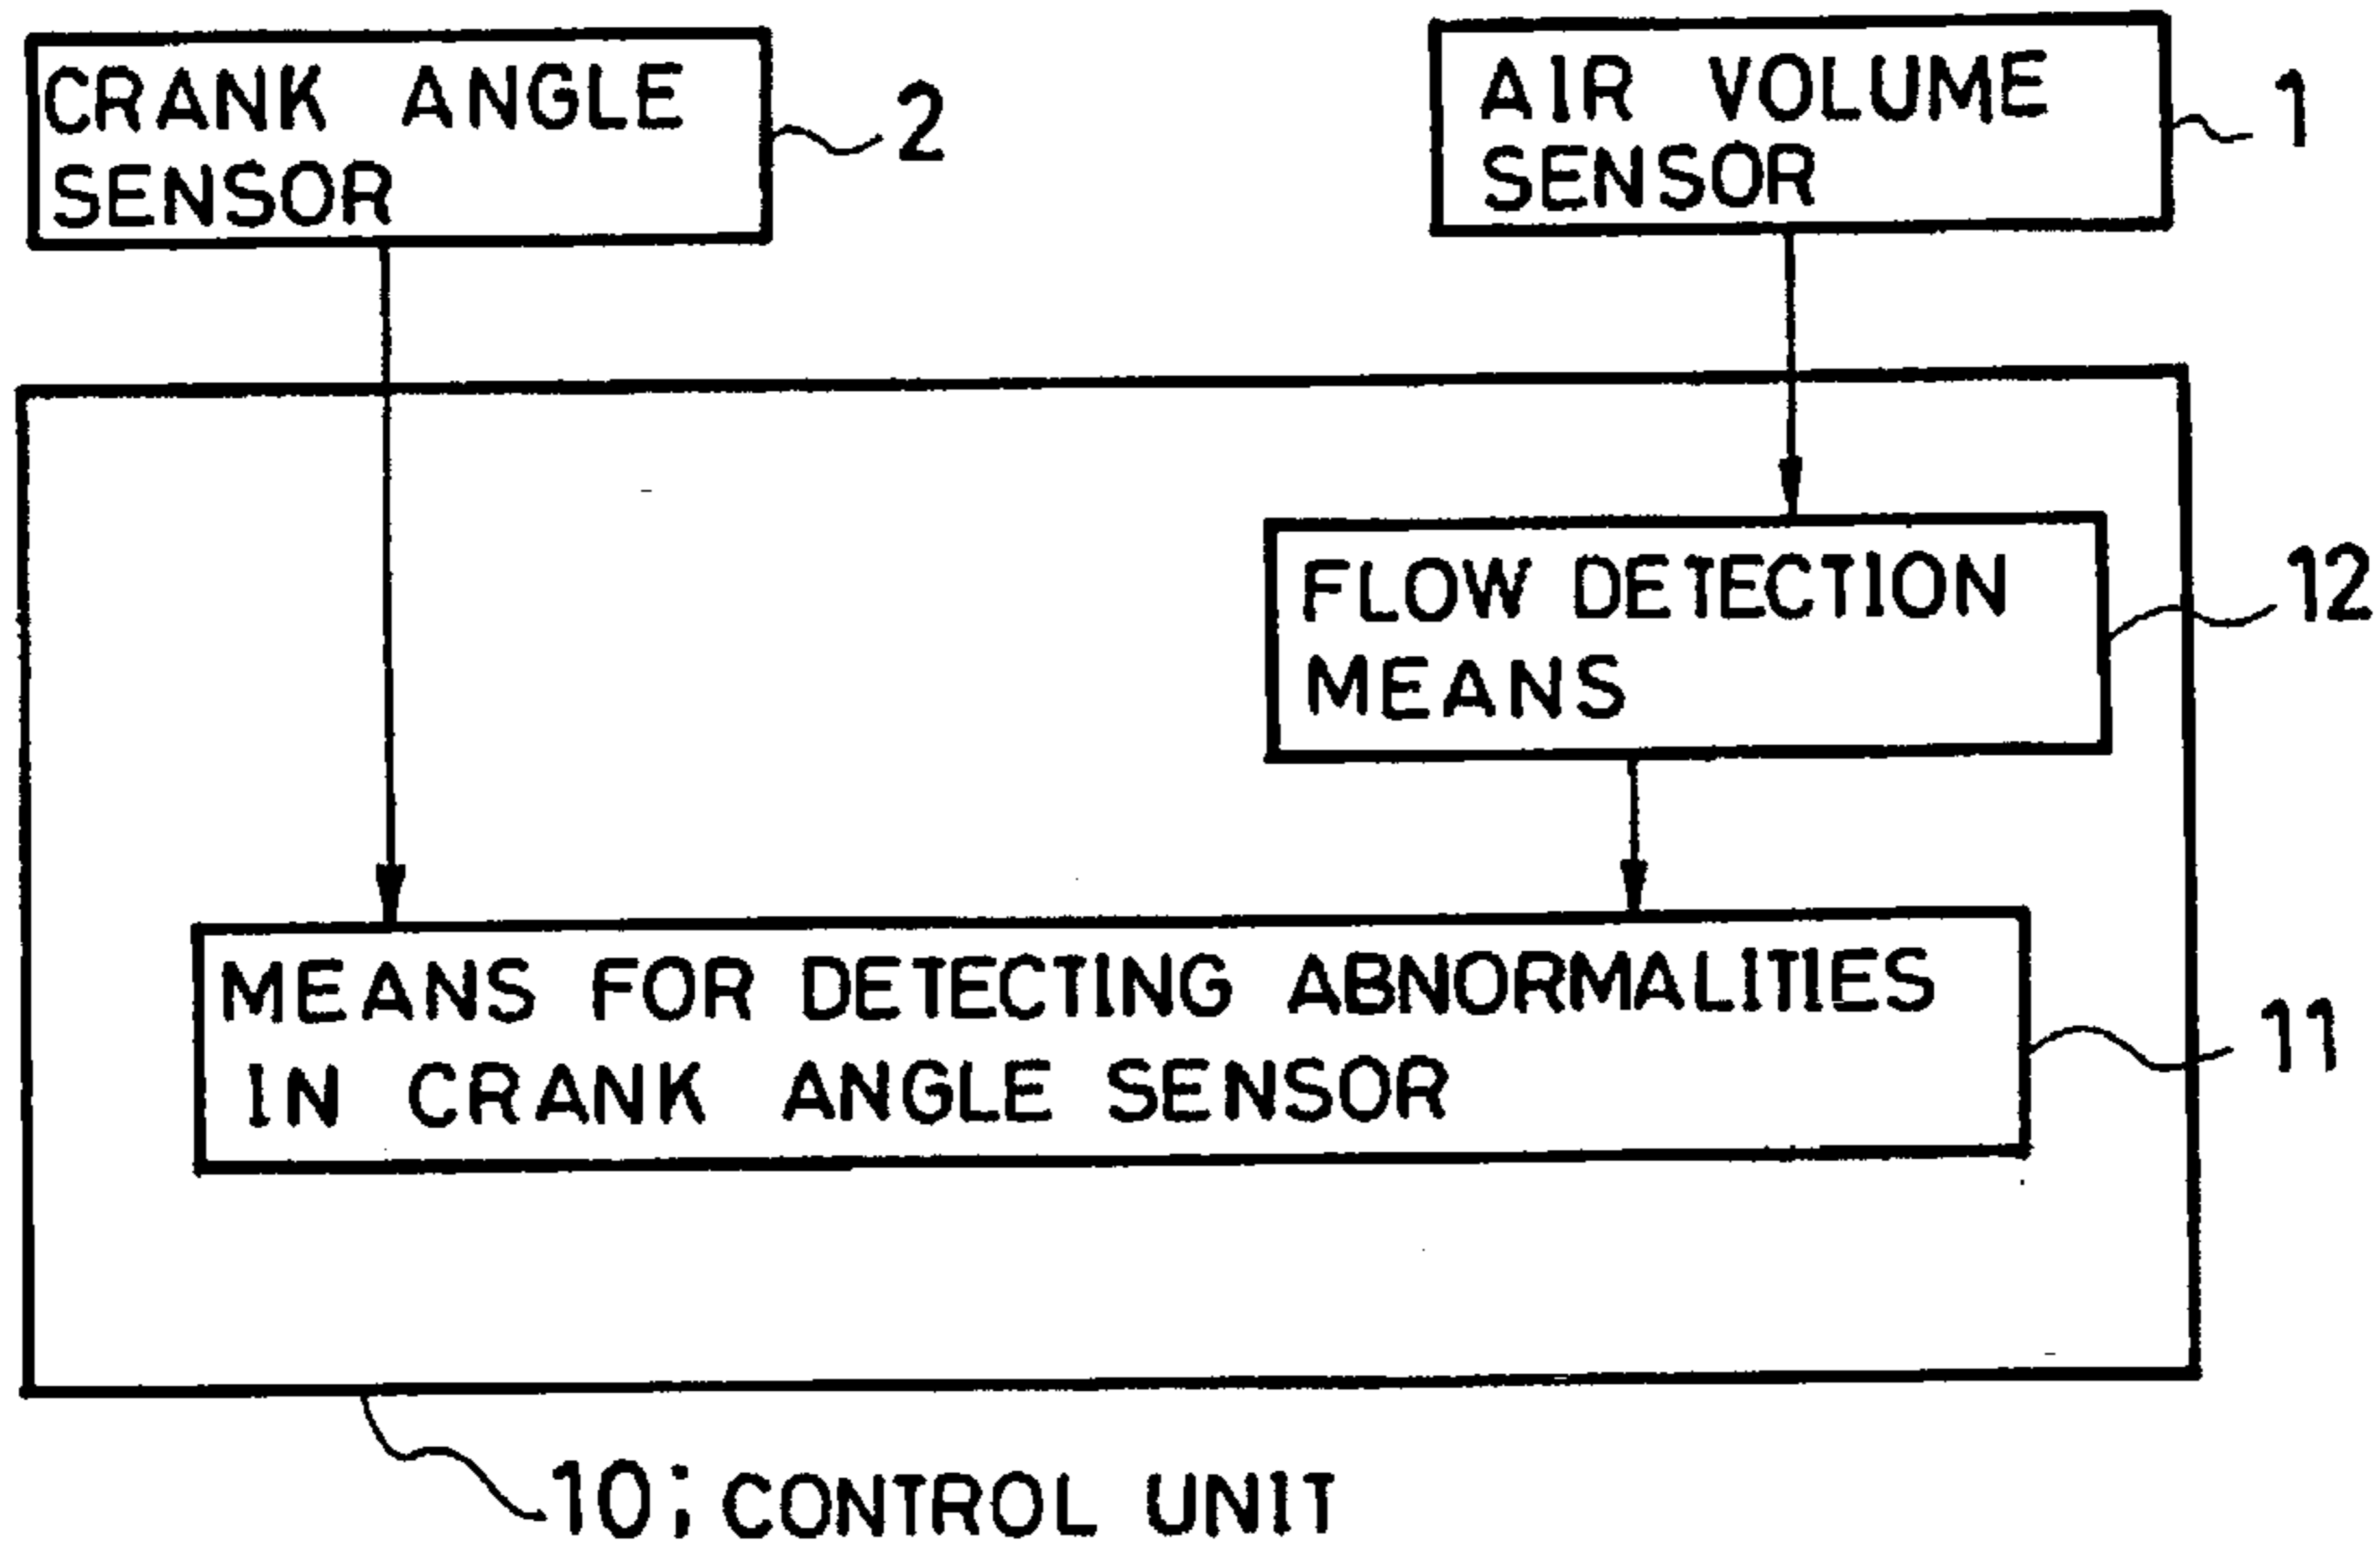 CRANK ANGLE
SENSOR
2
AIR VOLUME
SENSOR
1
FLOW DETECTION
MEANS
12
MEANS FOR DETECTING ABNORMALITIES
IN CRANK ANGLE SENSOR
11
10; CONTROL UNIT